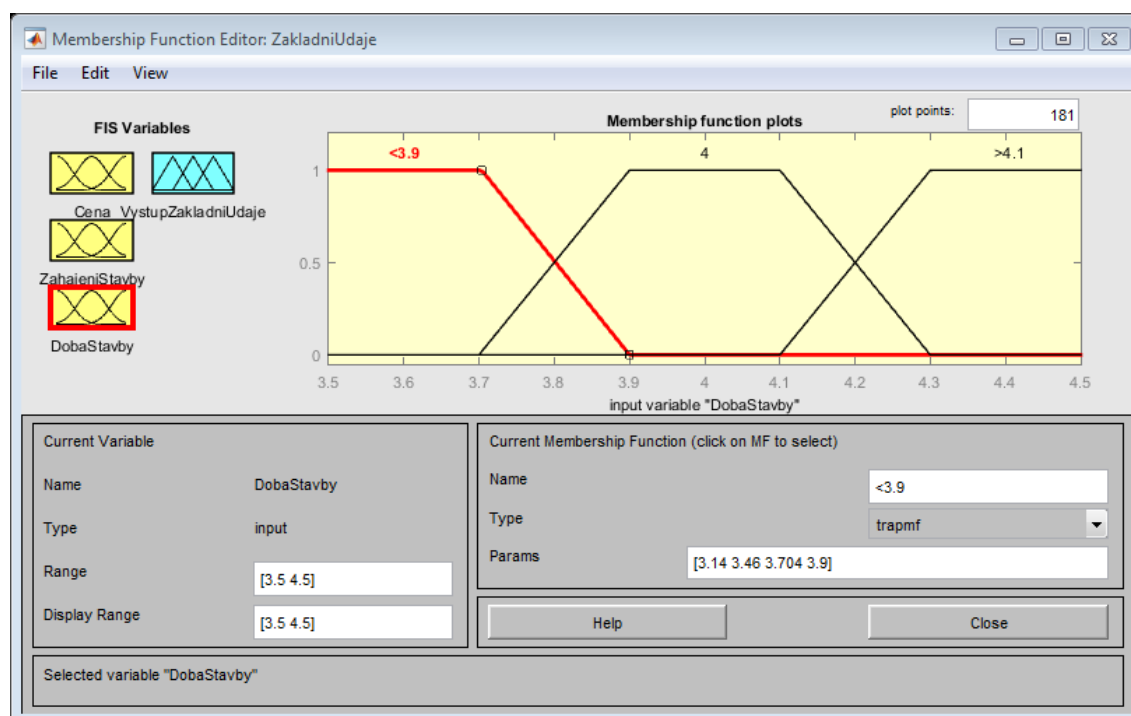 Membership Function Editor: ZakladniUdaje
File Edit View
FIS Variables
Cena VystupZakladniUdaje
ZahajeniStavby
DobaStavby
Membership function plots
plot points: 181
<3.9 4 >4.1
1
0.5
0
3.5 3.6 3.7 3.8 3.9 4 4.1 4.2 4.3 4.4 4.5
input variable "DobaStavby"
Current Variable
Name DobaStavby
Type input
Range [3.5 4.5]
Display Range [3.5 4.5]
Current Membership Function (click on MF to select)
Name <3.9
Type trapmf
Params [3.14 3.46 3.704 3.9]
Help Close
Selected variable "DobaStavby"